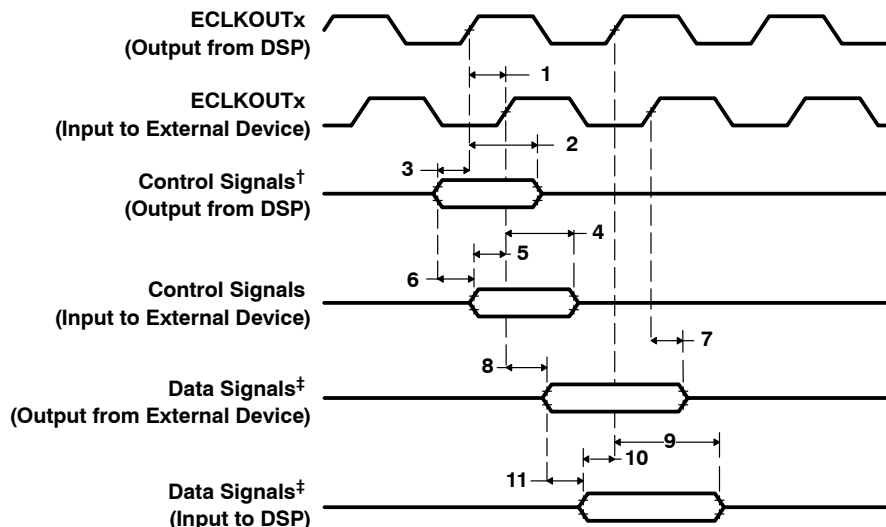 ECLKOUTx
(Output from DSP)
1
ECLKOUTx
(Input to External Device)
2
3
Control Signals†
(Output from DSP)
4
5
6
Control Signals
(Input to External Device)
7
8
Data Signals‡
(Output from External Device)
9
10
11
Data Signals‡
(Input to DSP)